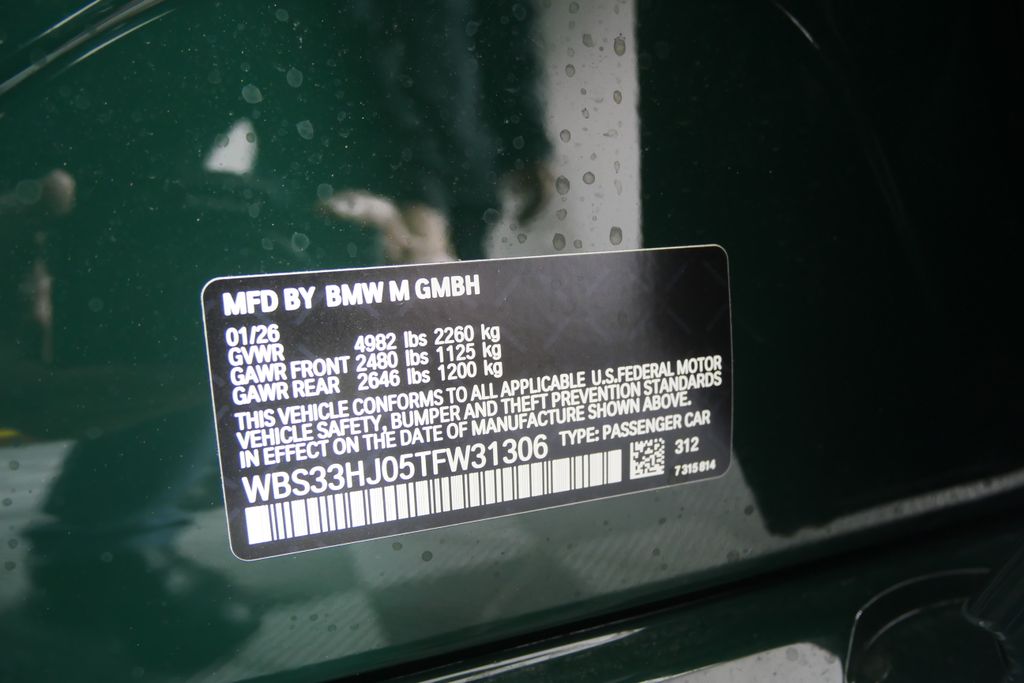 MFD BY BMW M GMBH
01/26
GVWR 4982 lbs 2260 kg
GAWR FRONT 2480 lbs 1125 kg
GAWR REAR 2646 lbs 1200 kg
THIS VEHICLE CONFORMS TO ALL APPLICABLE U.S.FEDERAL MOTOR
VEHICLE SAFETY, BUMPER AND THEFT PREVENTION STANDARDS
IN EFFECT ON THE DATE OF MANUFACTURE SHOWN ABOVE.
WBS33HJ05TFW31306 TYPE: PASSENGER CAR
312
7 315 814